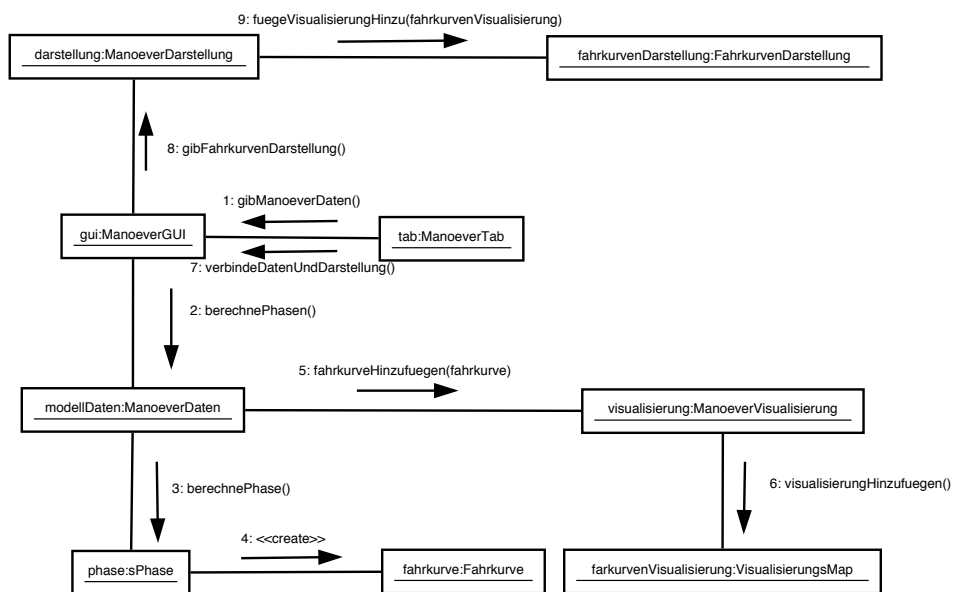 9: fuegeVisualisierungHinzu(fahrkurvenVisualisierung)
darstellung:ManoeverDarstellung
fahrkurvenDarstellung:FahrkurvenDarstellung
8: gibFahrkurvenDarstellung()
1: gibManoeverDaten()
gui:ManoeverGUI
tab:ManoeverTab
7: verbindeDatenUndDarstellung()
2: berechnePhasen()
5: fahrkurveHinzufuegen(fahrkurve)
modellDaten:ManoeverDaten
visualisierung:ManoeverVisualisierung
3: berechnePhase()
6: visualisierungHinzufuegen()
4: <<create>>
phase:sPhase
fahrkurve:Fahrkurve
farkurvenVisualisierung:VisualisierungsMap